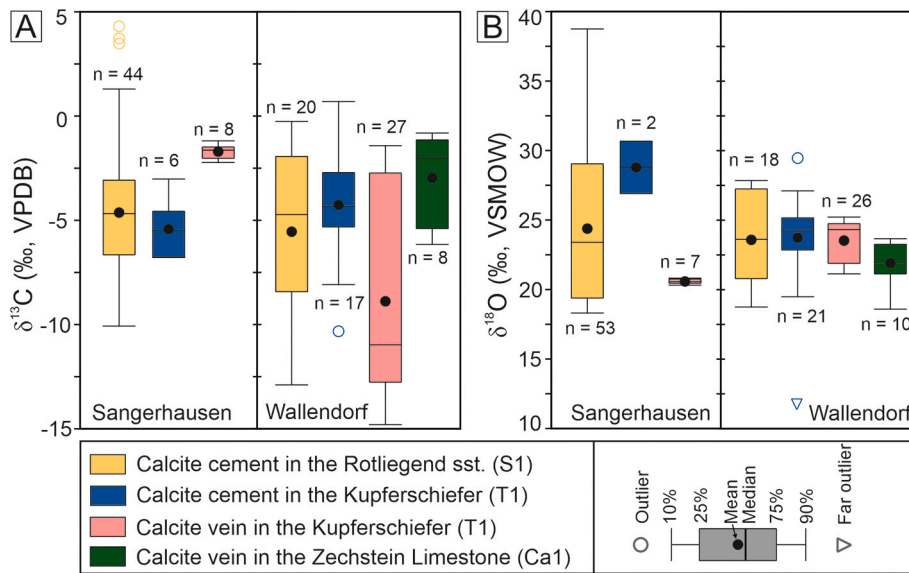 A
5
0
-5
-10
-15
δ13C (‰, VPDB)
n = 44
n = 6
n = 8
Sangerhausen
n = 20
n = 17
n = 27
n = 8
Wallendorf
B
40
35
30
25
20
15
10
δ18O (‰, VSMOW)
n = 53
n = 2
n = 7
Sangerhausen
n = 18
n = 21
n = 26
n = 10
Wallendorf
Calcite cement in the Rotliegend sst. (S1)
Calcite cement in the Kupferschiefer (T1)
Calcite vein in the Kupferschiefer (T1)
Calcite vein in the Zechstein Limestone (Ca1)
Outlier
10%
25%
Mean
Median
75%
90%
Far outlier